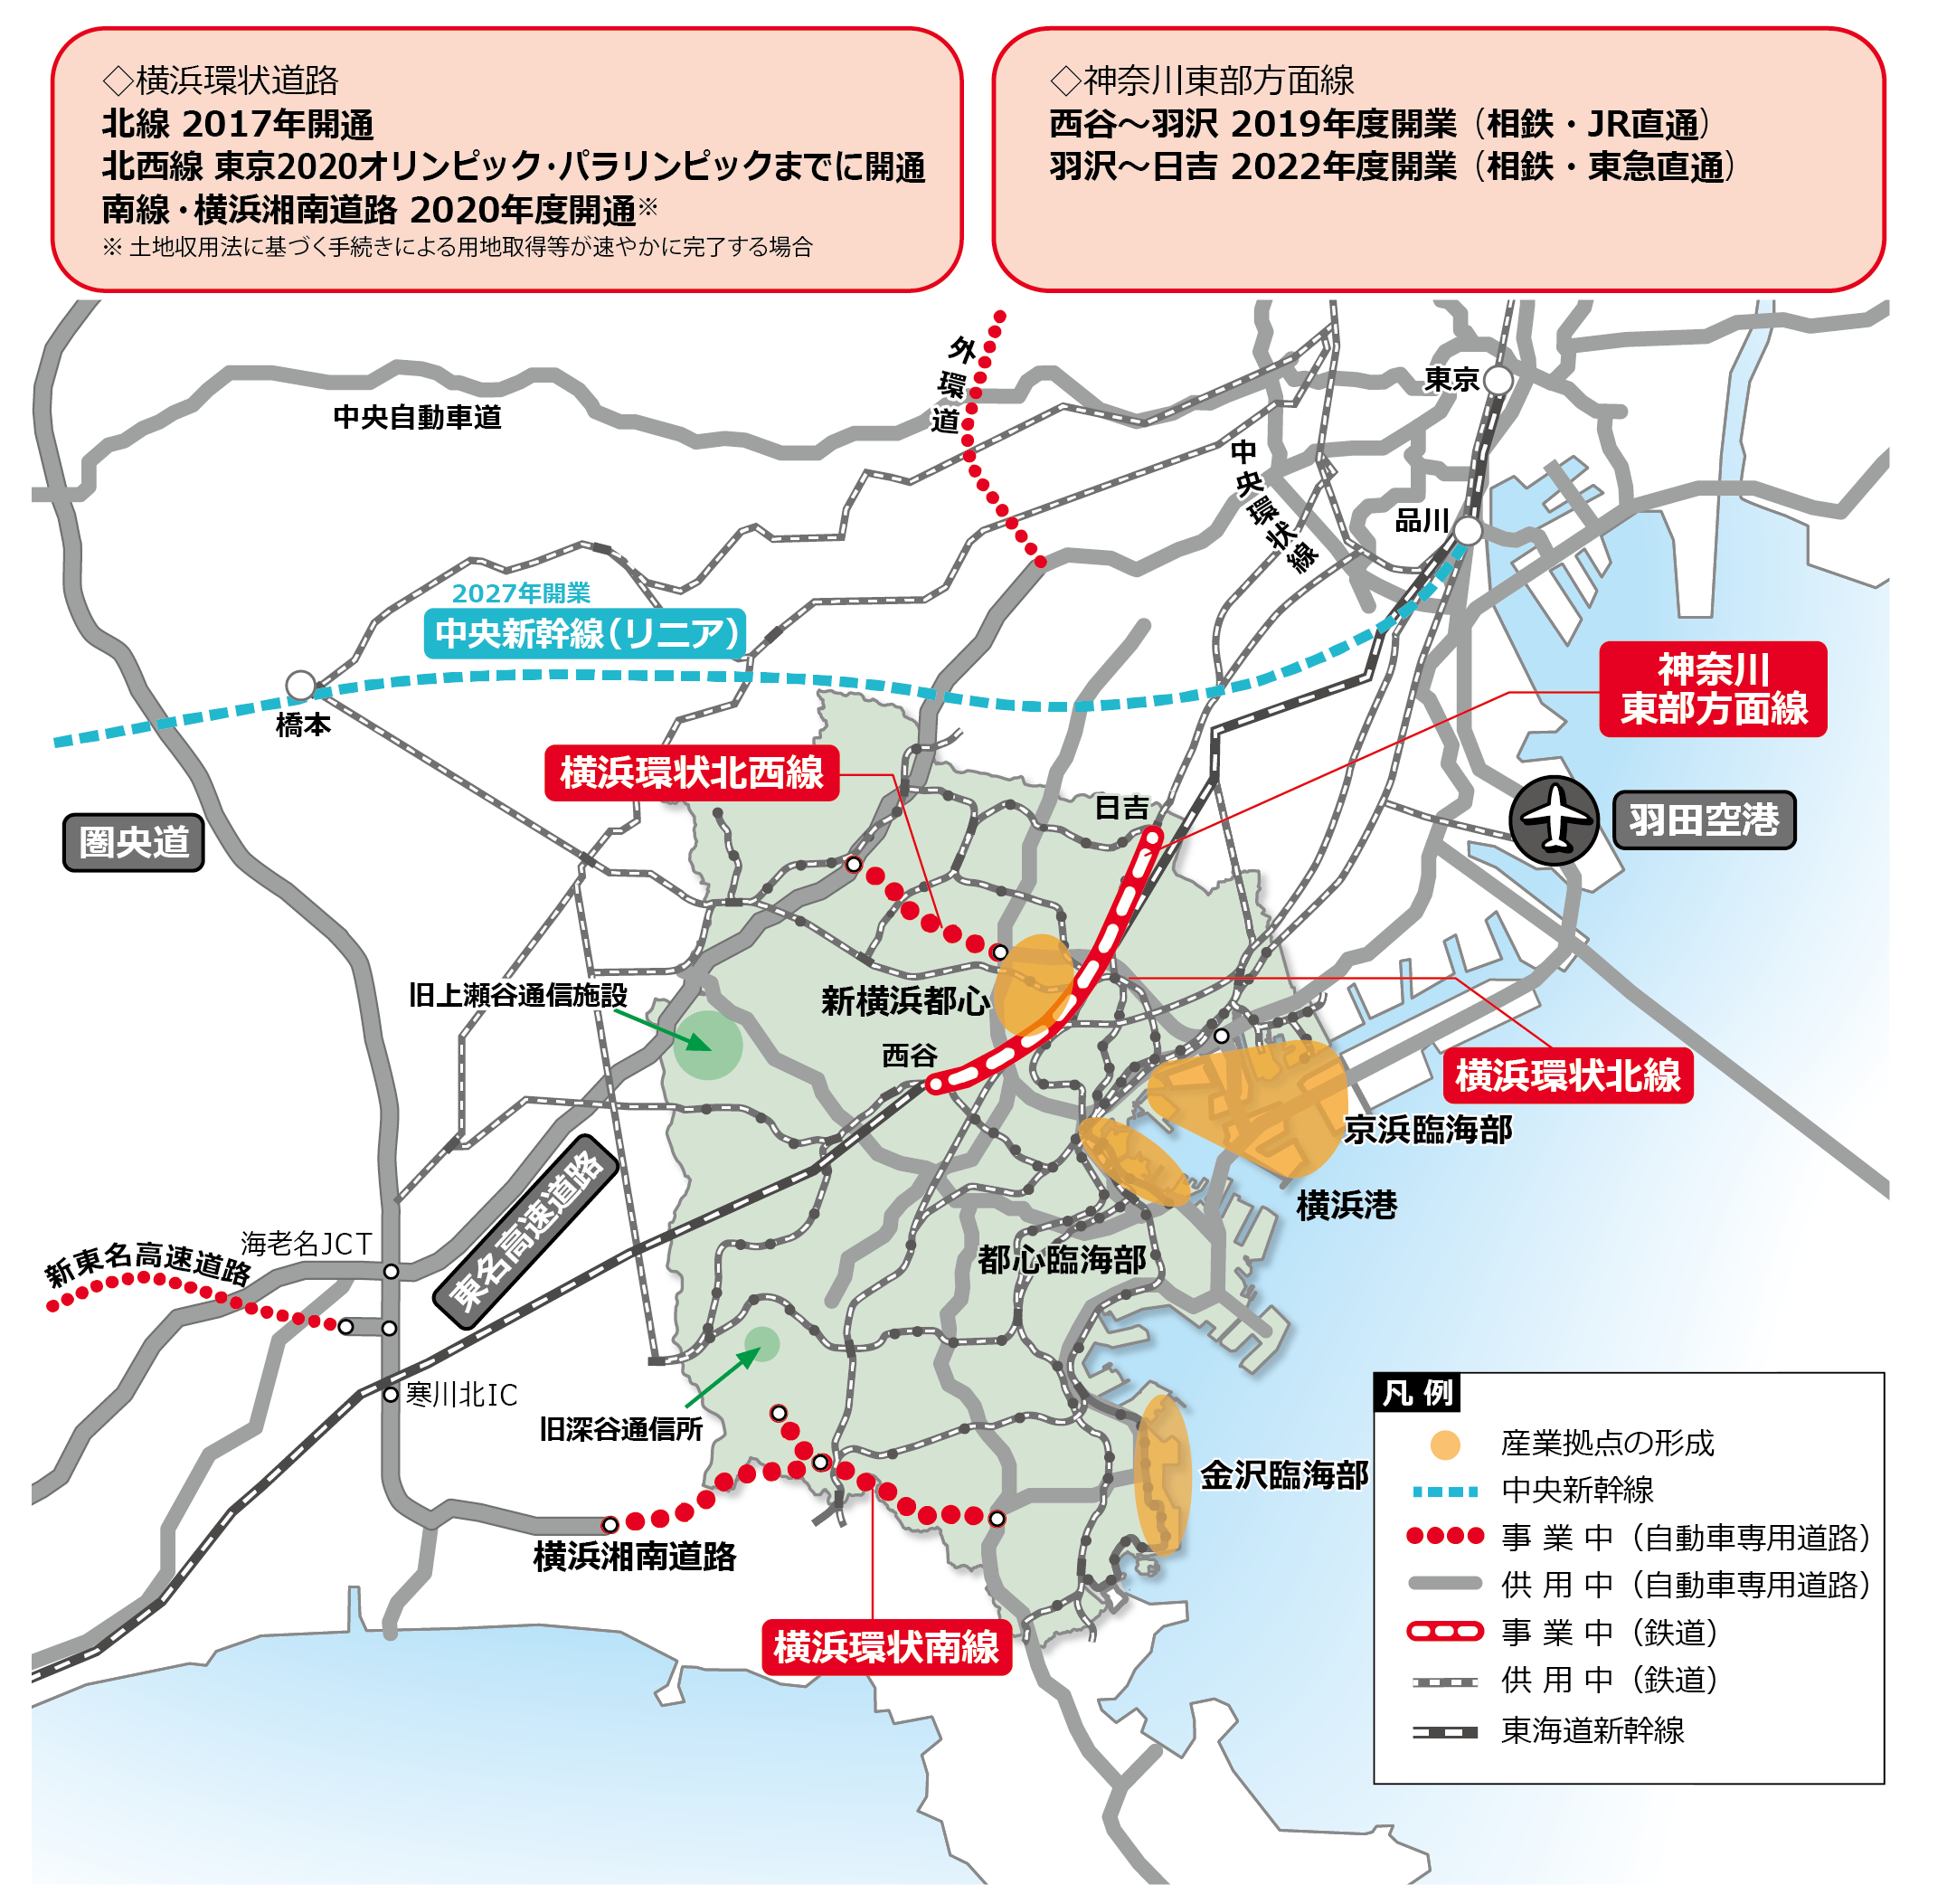 ◇横浜環状道路
北線 2017年開通
北西線 東京2020オリンピック・パラリンピックまでに開通
南線・横浜湘南道路 2020年度開通※
※ 土地収用法に基づく手続きによる用地取得等が速やかに完了する場合
◇神奈川東部方面線
西谷～羽沢 2019年度開業（相鉄・JR直通）
羽沢～日吉 2022年度開業（相鉄・東急直通）
外環道
東京
中央自動車道
中央環状線
品川
2027年開業
中央新幹線（リニア）
神奈川
東部方面線
橋本
横浜環状北西線
日吉
羽田空港
圏央道
旧上瀬谷通信施設
新横浜都心
西谷
横浜環状北線
京浜臨海部
東名高速道路
横浜港
海老名JCT
都心臨海部
新東名高速道路
寒川北IC
旧深谷通信所
金沢臨海部
横浜湘南道路
横浜環状南線
凡 例
産業拠点の形成
中央新幹線
事 業 中（自動車専用道路）
供 用 中（自動車専用道路）
事 業 中（鉄道）
供 用 中（鉄道）
東海道新幹線